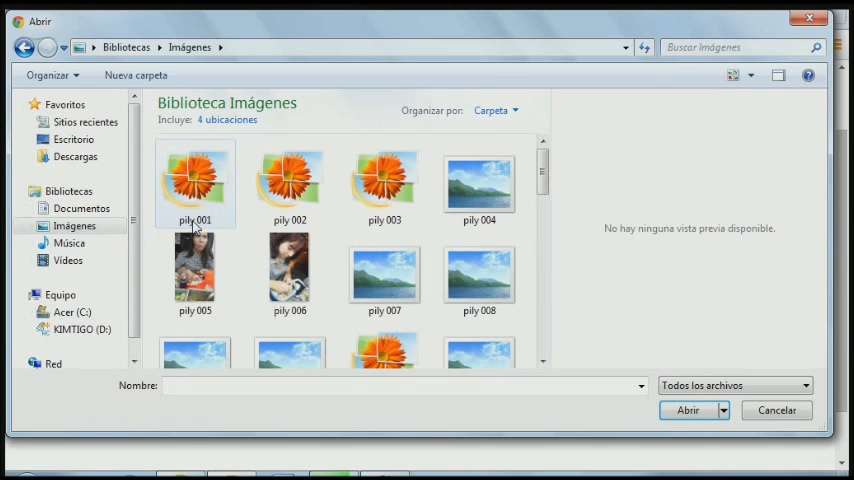 Abrir
Bibliotecas Imágenes
Buscar Imágenes
Organizar
Nueva carpeta
Favoritos
Sitios recientes
Escritorio
Descargas
Bibliotecas
Documentos
Imágenes
Música
Vídeos
Equipo
Acer (C:)
KIMTIGO (D:)
Red
Biblioteca Imágenes
Incluye: 4 ubicaciones
Organizar por: Carpeta
pily 001
pily 002
pily 003
pily 004
pily 005
pily 006
pily 007
pily 008
No hay ninguna vista previa disponible.
Nombre:
Todos los archivos
Abrir
Cancelar